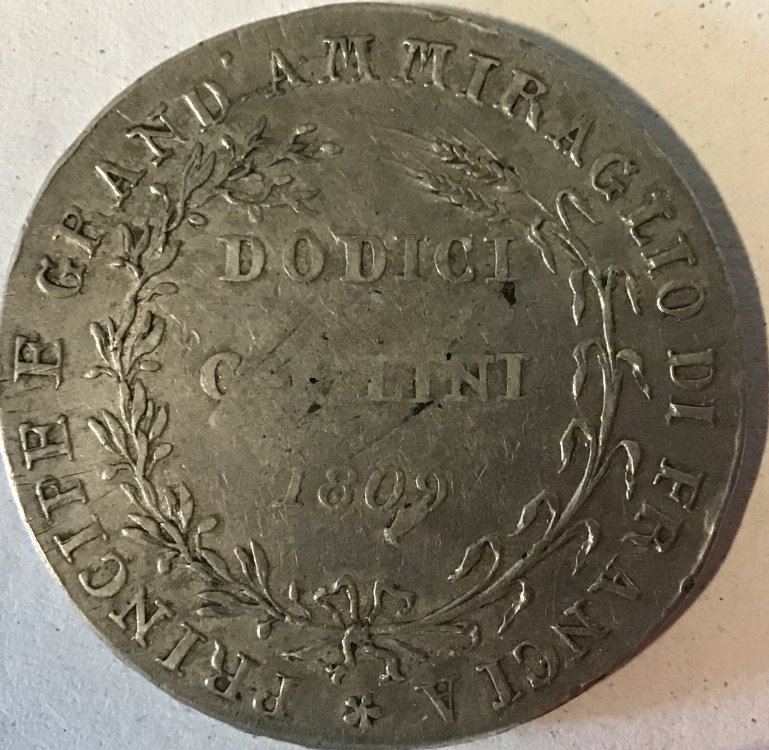 PRINCIPE E GRAND'AMMIRAGLIO DI FRANCIA *
DODICI
1809